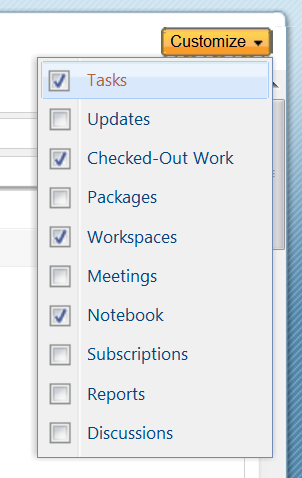 Customize
Tasks
Updates
Checked-Out Work
Packages
Workspaces
Meetings
Notebook
Subscriptions
Reports
Discussions